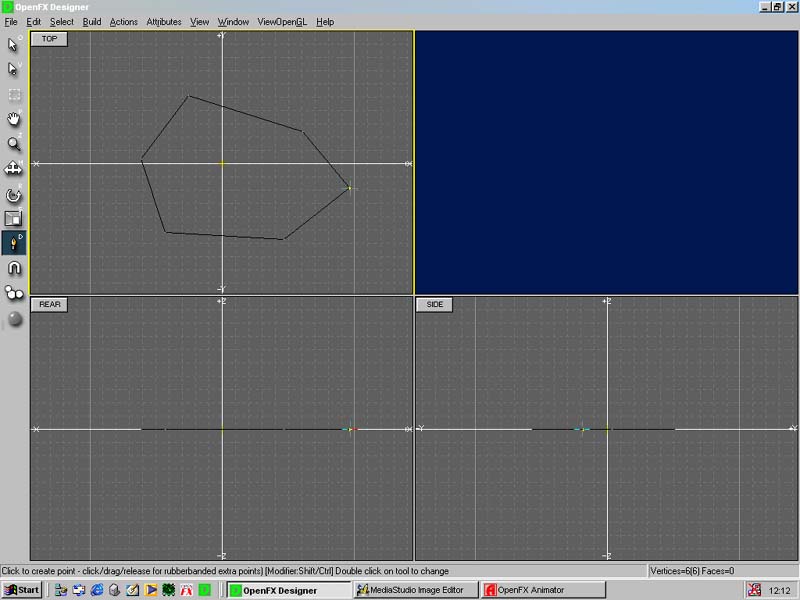 OpenFX Designer
File Edit Select Build Actions Attributes View Window ViewOpenGL Help
TOP
+Y
X
X
-Y
REAR
+Z
X
X
-Z
SIDE
+Z
-Y
+Y
-Z
Click to create point - click/drag/release for rubberbanded extra points) [Modifier:Shift/Ctrl] Double click on tool to change
Vertices=6(6) Faces=0
Start
OpenFX Designer
MediaStudio Image Editor
OpenFX Animator
12:12